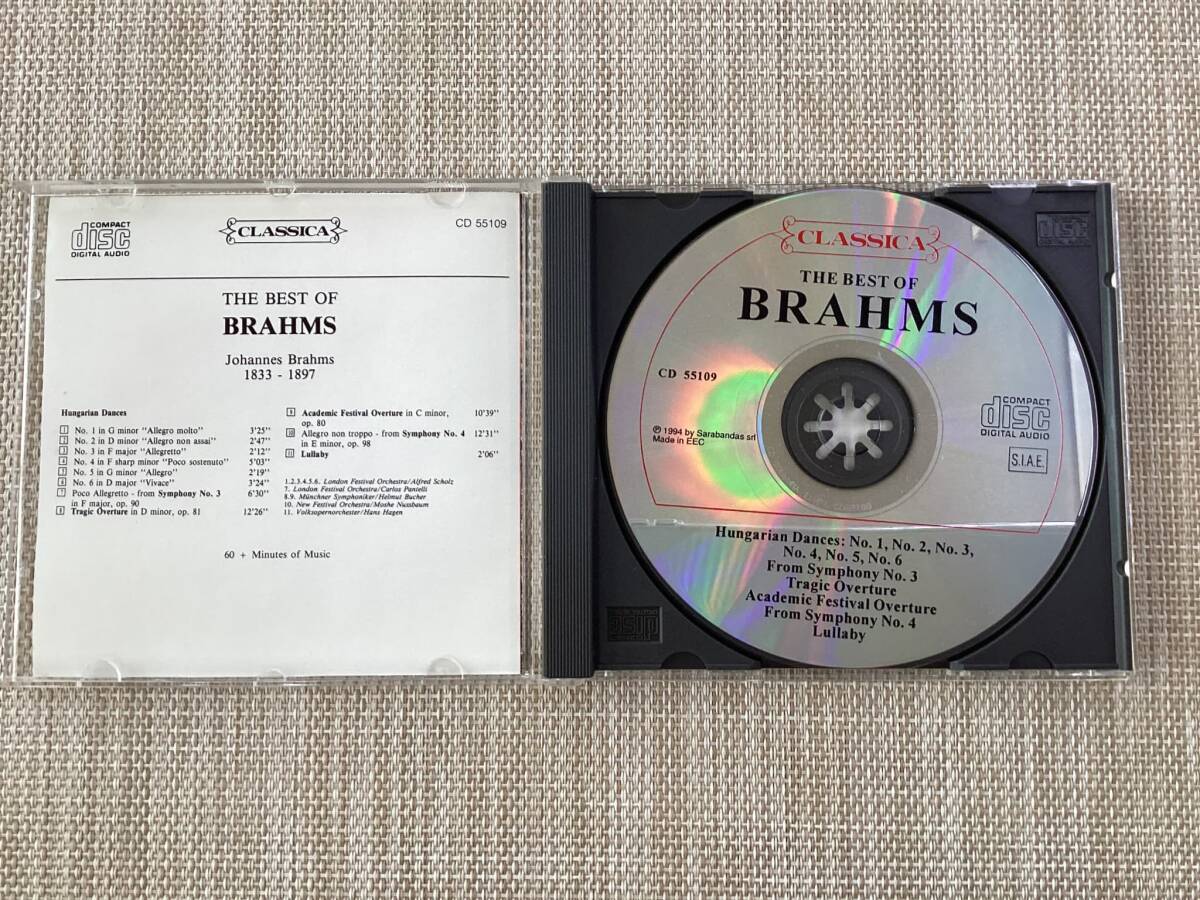 COMPACT
disc
DIGITAL AUDIO
CLASSICA
CD 55109
THE BEST OF
BRAHMS
Johannes Brahms
1833 - 1897
Hungarian Dances
1 No. 1 in G minor "Allegro molto" 3'25''
2 No. 2 in D minor "Allegro non assai" 2'47''
3 No. 3 in F major "Allegretto" 2'12''
4 No. 4 in F sharp minor "Poco sostenuto" 5'03''
5 No. 5 in G minor "Allegro" 2'19''
6 No. 6 in D major "Vivace" 3'24''
7 Poco Allegretto - from Symphony No. 3 6'30''
in F major, op. 90
8 Tragic Overture in D minor, op. 81 12'26''
9 Academic Festival Overture in C minor, 10'39''
op. 80
10 Allegro non troppo - from Symphony No. 4 12'31''
in E minor, op. 98
11 Lullaby 2'06''
1.2.3.4.5.6. London Festival Orchestra/Alfred Scholz
7. London Festival Orchestra/Carlos Pantelli
8.9. Münchner Symphoniker/Helmut Bucher
10. New Festival Orchestra/Moshe Nussbaum
11. Volksopernorchester/Hans Hagen
60 + Minutes of Music
CLASSICA
THE BEST OF
BRAHMS
CD 55109
℗ 1994 by Sarabandas srl
Made in EEC
COMPACT
disc
DIGITAL AUDIO
S.I.A.E.
Hungarian Dances: No. 1, No. 2, No. 3,
No. 4, No. 5, No. 6
From Symphony No. 3
Tragic Overture
Academic Festival Overture
From Symphony No. 4
Lullaby